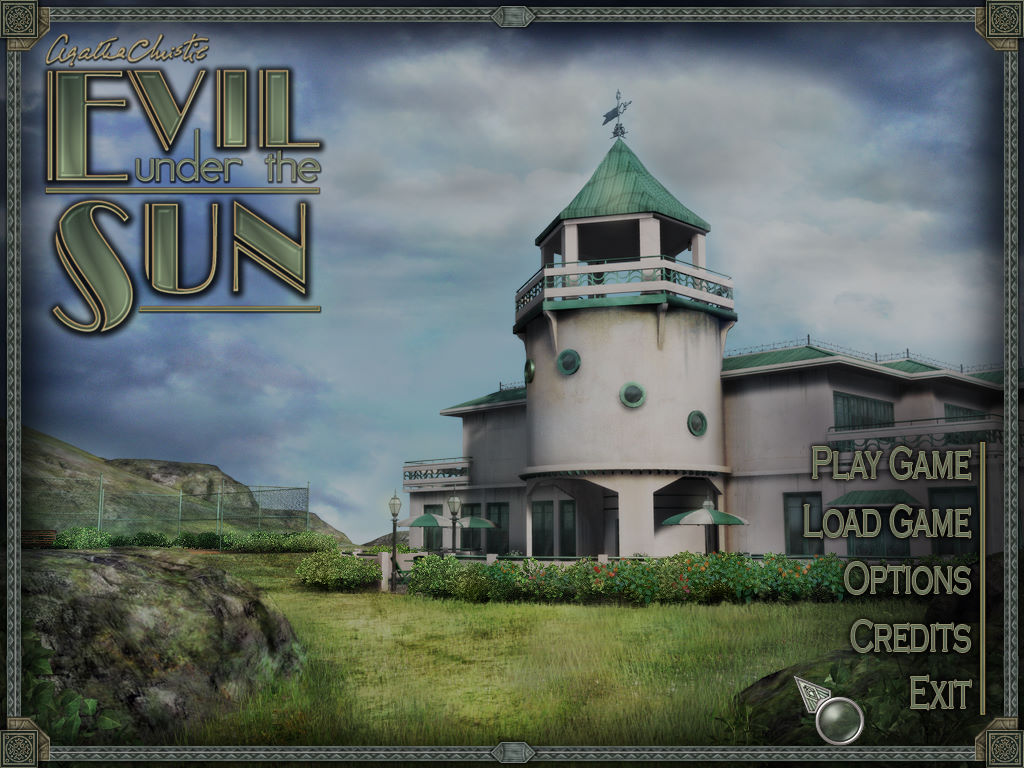 Agatha Christie
EVIL
under the
SUN
PLAY GAME
LOAD GAME
OPTIONS
CREDITS
EXIT